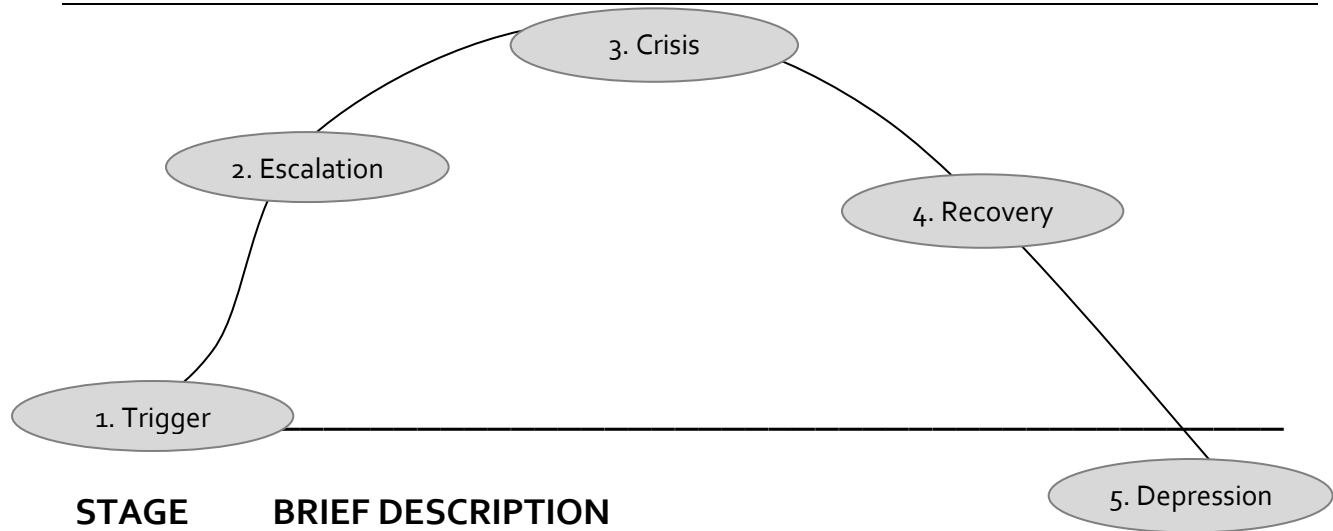 3. Crisis
2. Escalation
4. Recovery
1. Trigger
5. Depression
STAGE BRIEF DESCRIPTION